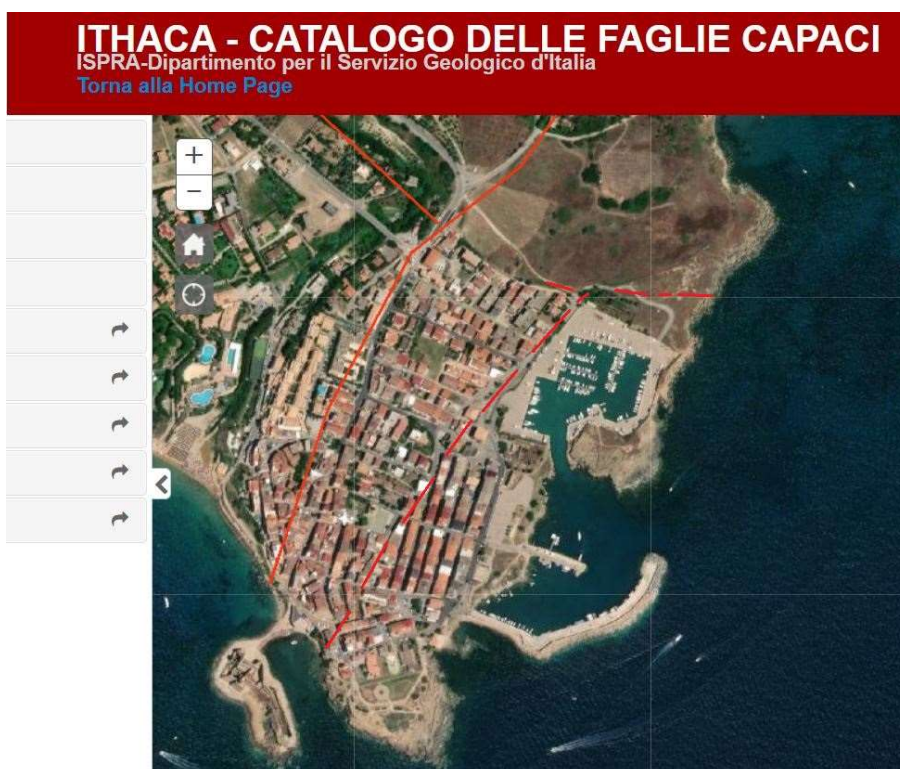 ITHACA - CATALOGO DELLE FAGLIE CAPACI
ISPRA-Dipartimento per il Servizio Geologico d'Italia
Torna alla Home Page
+
−